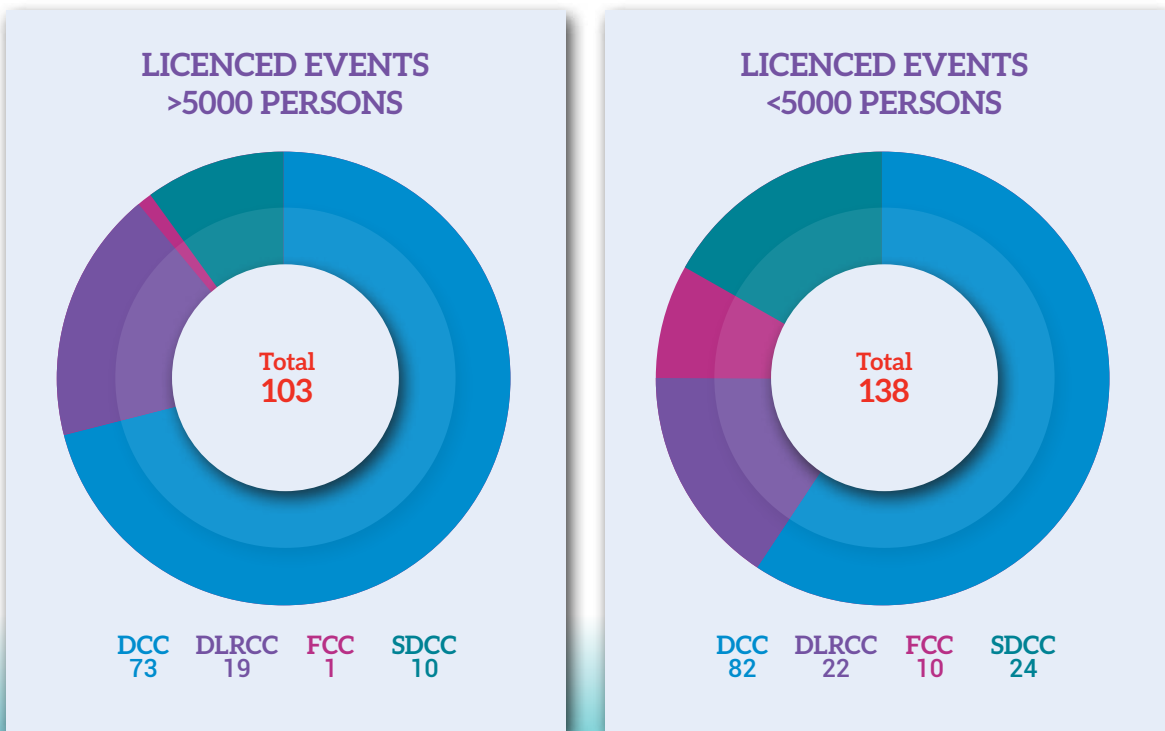 LICENCED EVENTS
>5000 PERSONS
Total
103
DCC DLRCC FCC SDCC
73 19 1 10
LICENCED EVENTS
<5000 PERSONS
Total
138
DCC DLRCC FCC SDCC
82 22 10 24